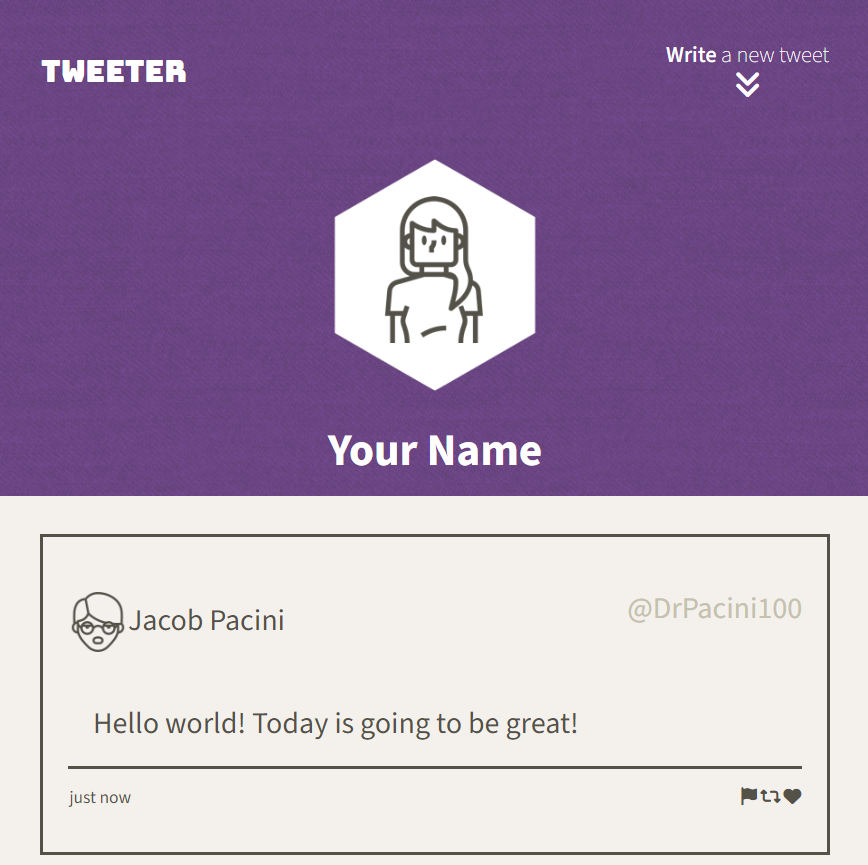 TWEETER
Write a new tweet
Your Name
Jacob Pacini
@DrPacini100
Hello world! Today is going to be great!
just now